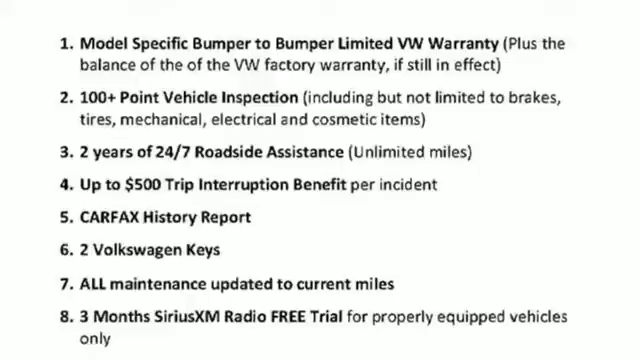 1. Model Specific Bumper to Bumper Limited VW Warranty (Plus the
balance of the of the VW factory warranty, if still in effect)
2. 100+ Point Vehicle Inspection (including but not limited to brakes,
tires, mechanical, electrical and cosmetic items)
3. 2 years of 24/7 Roadside Assistance (Unlimited miles)
4. Up to $500 Trip Interruption Benefit per incident
5. CARFAX History Report
6. 2 Volkswagen Keys
7. ALL maintenance updated to current miles
8. 3 Months SiriusXM Radio FREE Trial for properly equipped vehicles
only